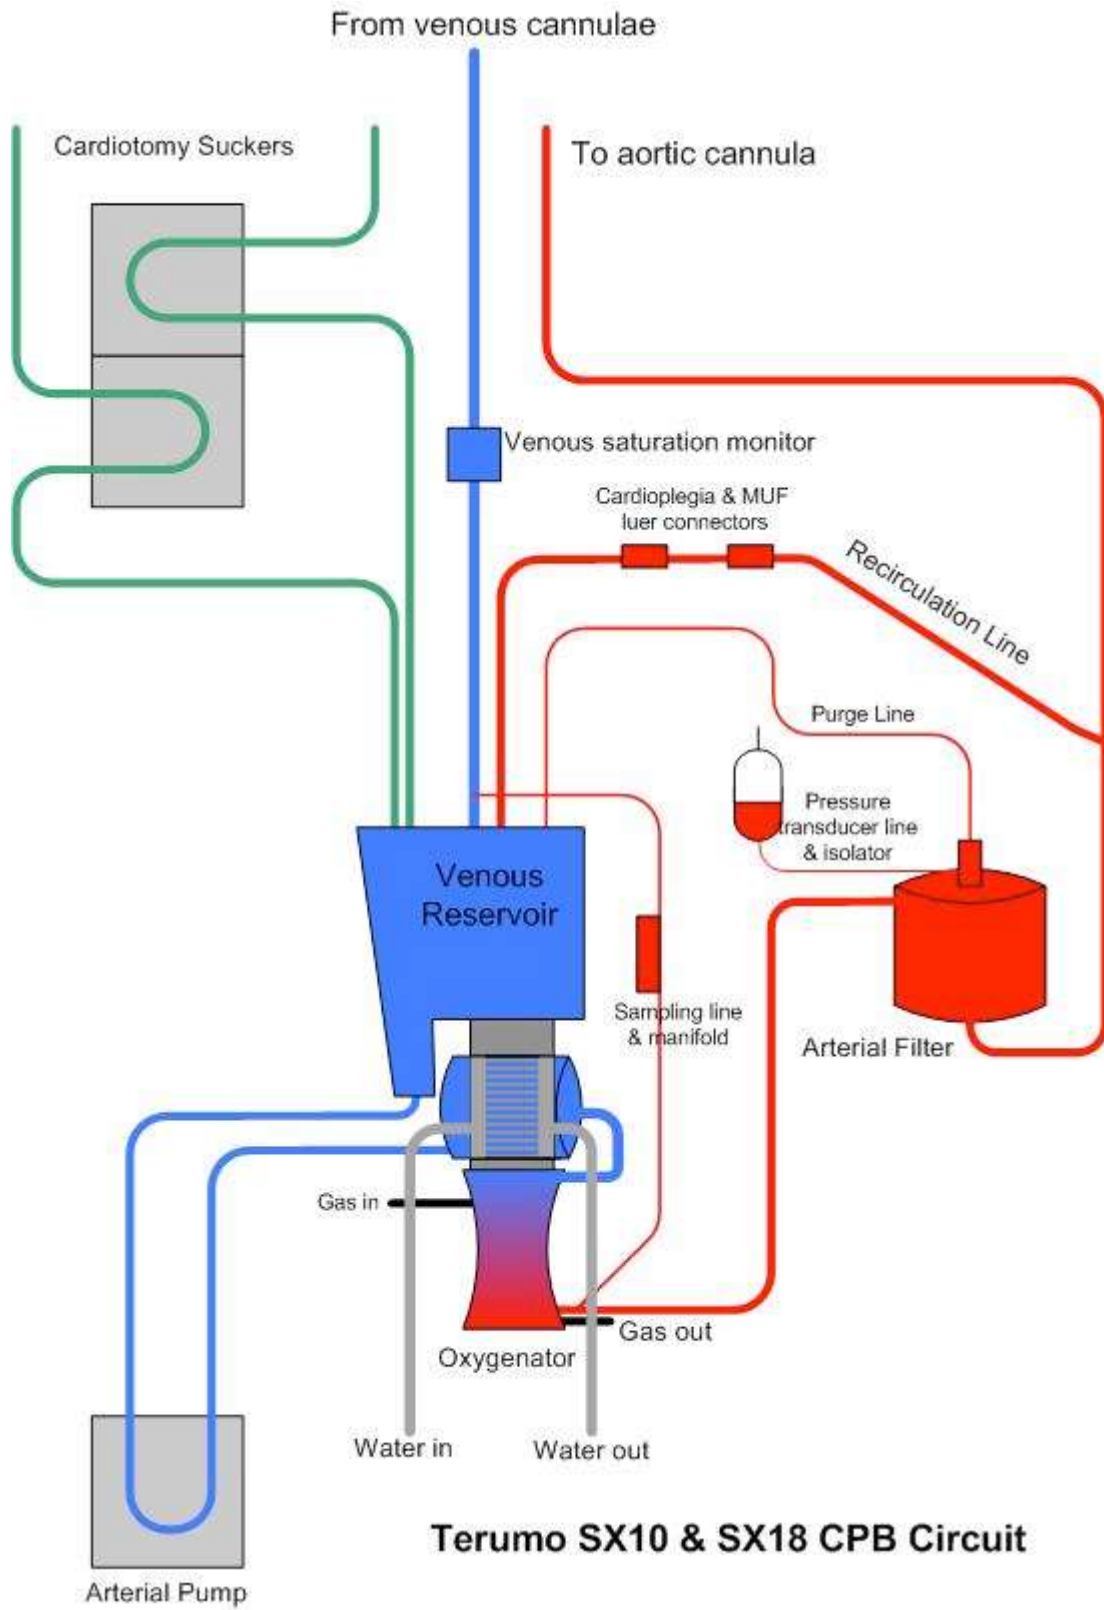 From venous cannulae
Cardiotomy Suckers
To aortic cannula
Venous saturation monitor
Cardioplegia & MUF
luer connectors
Recirculation Line
Purge Line
Pressure
transducer line
& isolator
Venous
Reservoir
Sampling line
& manifold
Arterial Filter
Gas in
Gas out
Oxygenator
Water in
Water out
Terumo SX10 & SX18 CPB Circuit
Arterial Pump